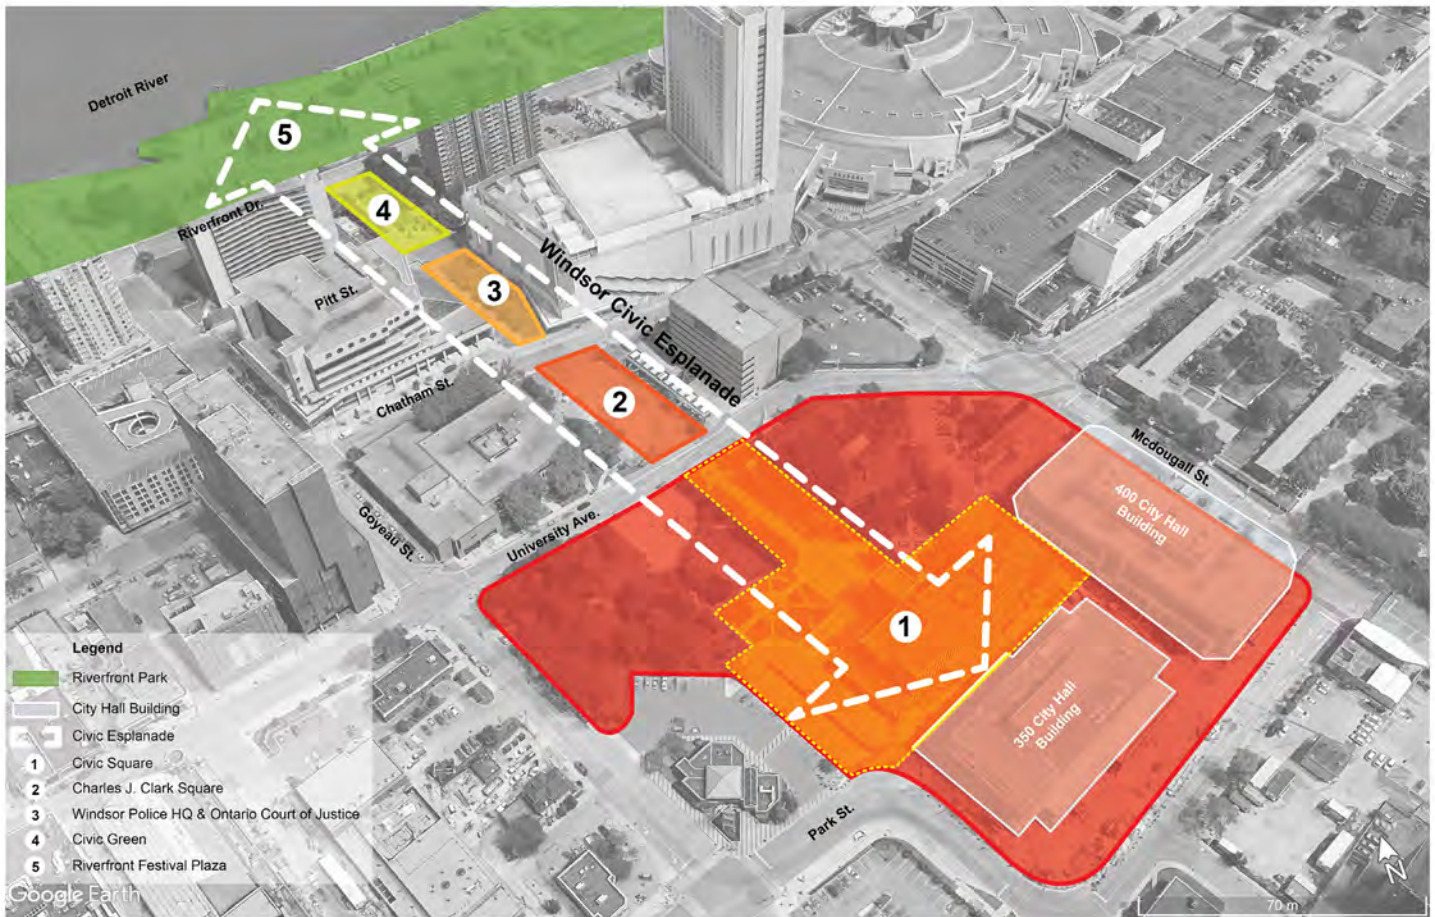 Detroit River
5
Riverfront Dr.
4
Pitt St.
3
Windsor Civic Esplanade
Chatham St.
2
Mcdougall St.
400 City Hall
Building
Goyeau St.
University Ave.
1
350 City Hall
Building
Park St.
Legend
Riverfront Park
City Hall Building
Civic Esplanade
1 Civic Square
2 Charles J. Clark Square
3 Windsor Police HQ & Ontario Court of Justice
4 Civic Green
5 Riverfront Festival Plaza
Google Earth
N
70 m